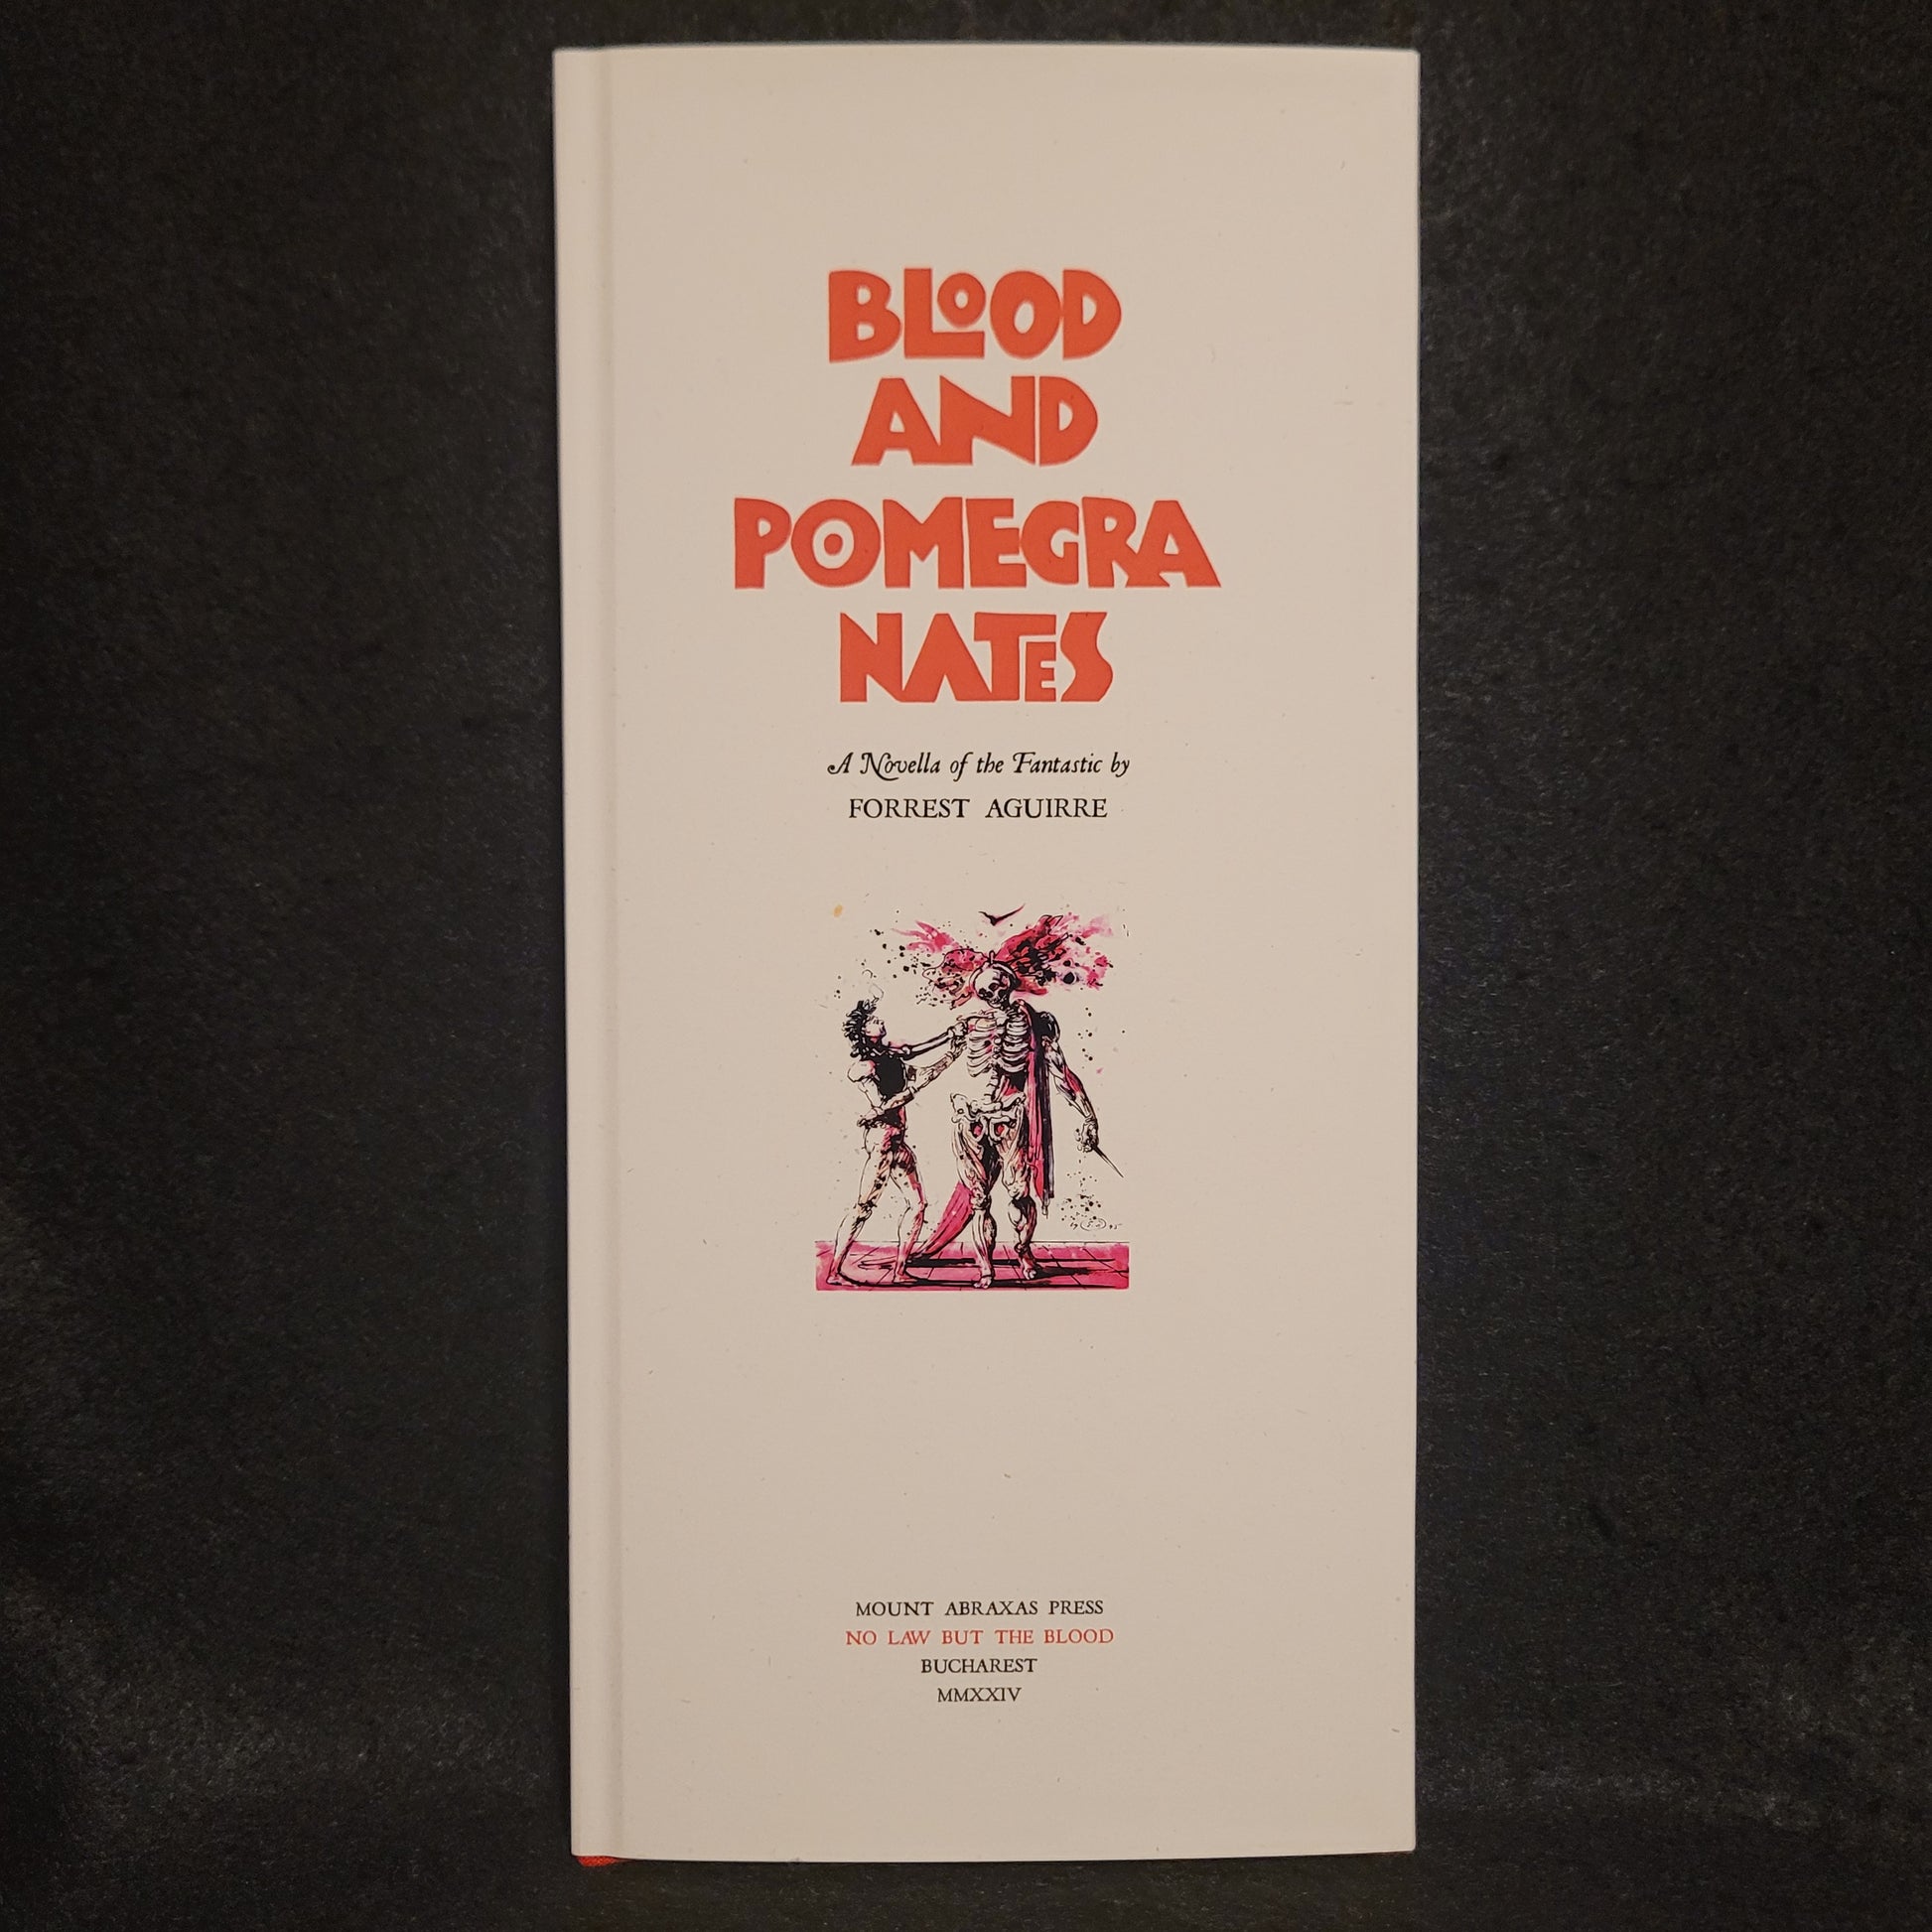 BLOOD
AND
POMEGRA
NATES
A Novella of the Fantastic by
FORREST AGUIRRE
MOUNT ABRAXAS PRESS
NO LAW BUT THE BLOOD
BUCHAREST
MMXXIV